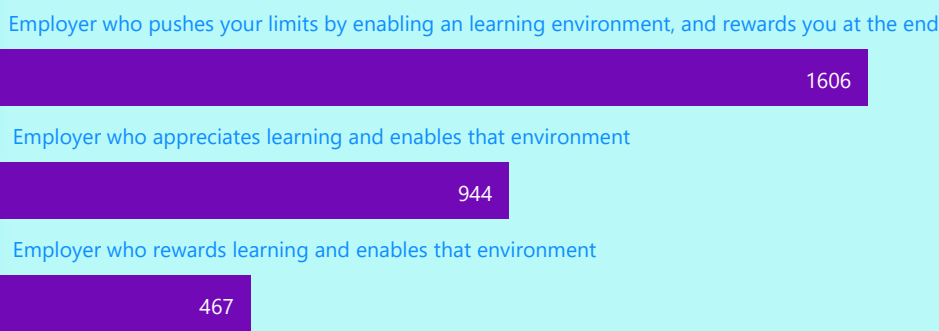 Employer who pushes your limits by enabling an learning environment, and rewards you at the end
1606
Employer who appreciates learning and enables that environment
944
Employer who rewards learning and enables that environment
467